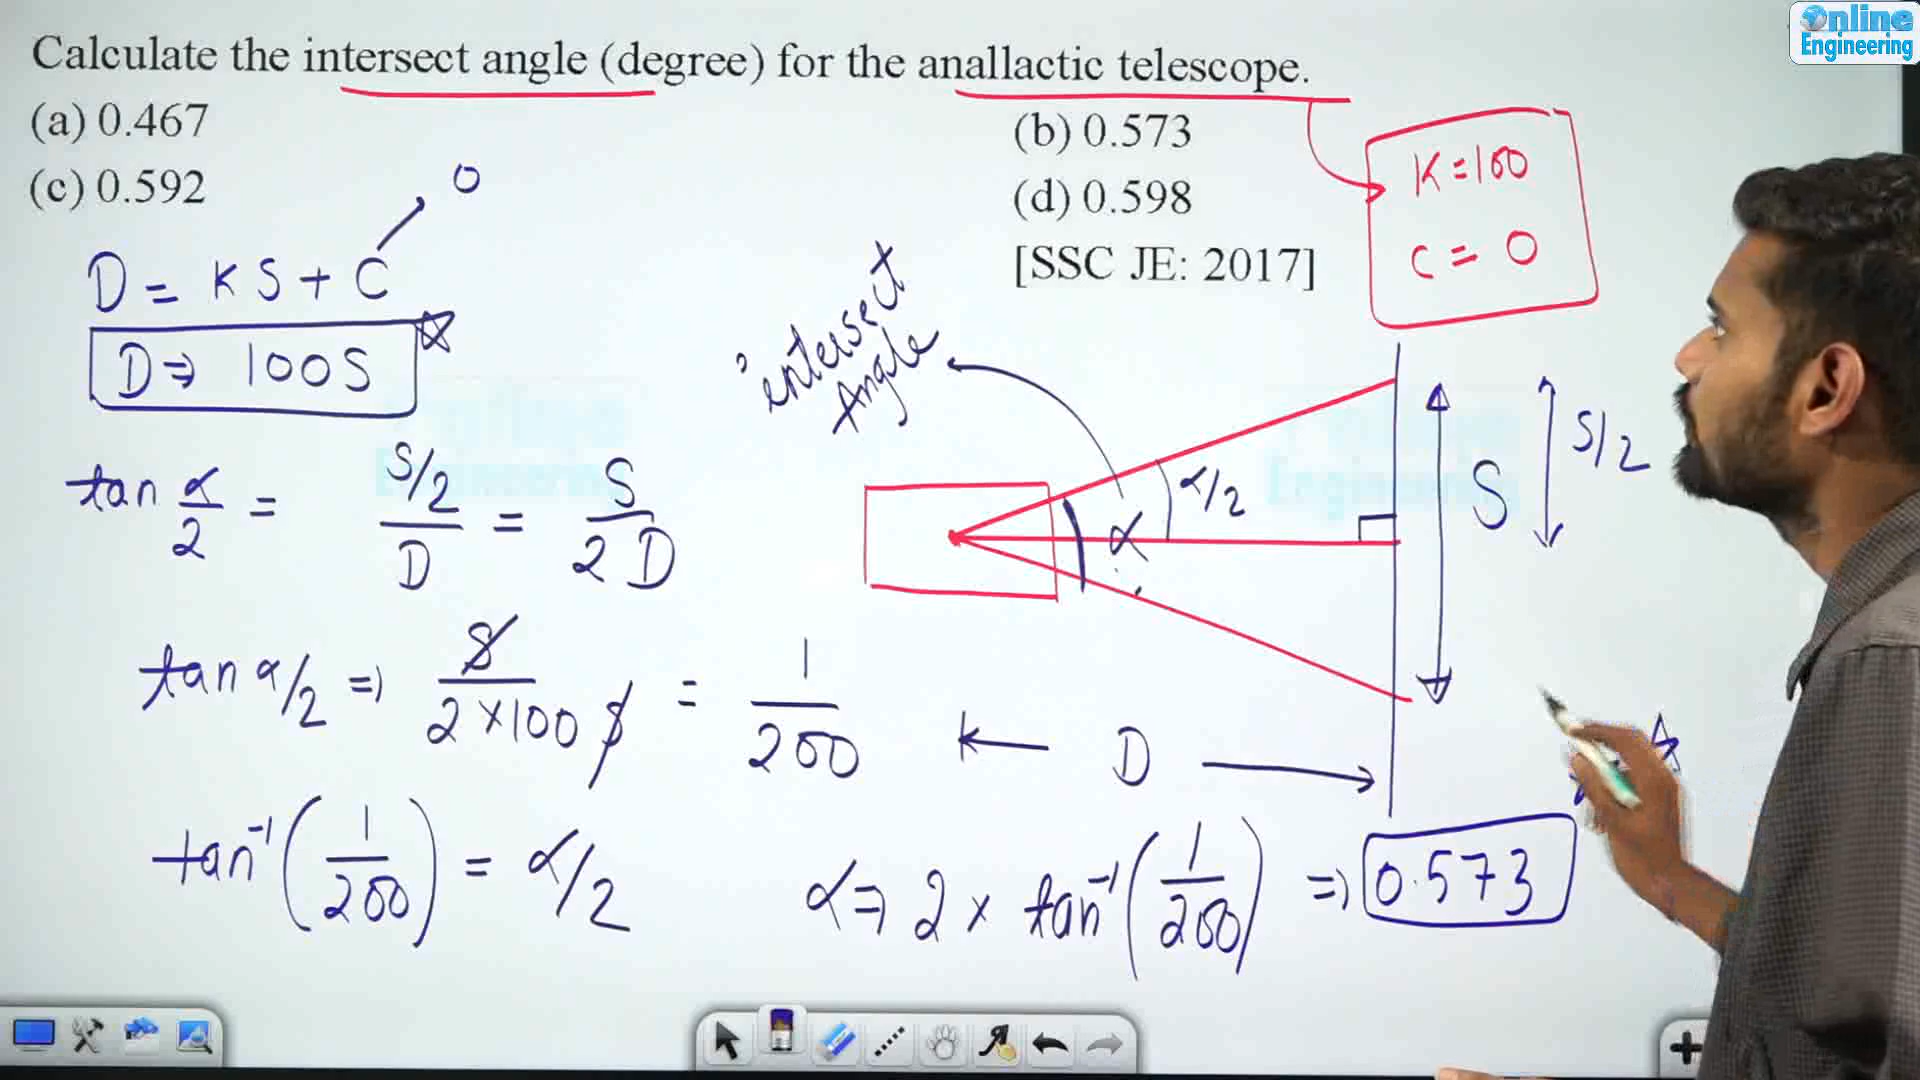 Online
Engineering
Calculate the intersect angle (degree) for the anallactic telescope.
(a) 0.467
(b) 0.573
(c) 0.592
(d) 0.598
[SSC JE: 2017]
K = 100
C = 0
0
D = KS + C
D ⇒ 100S
intersect
Angle
tan α/2 = (S/2)/D = S/2D
α/2
α
S
S/2
tan α/2 ⇒ S/(2×100 S) = 1/200
D
tan⁻¹(1/200) = α/2
α ⇒ 2 × tan⁻¹(1/200) ⇒ 0.573